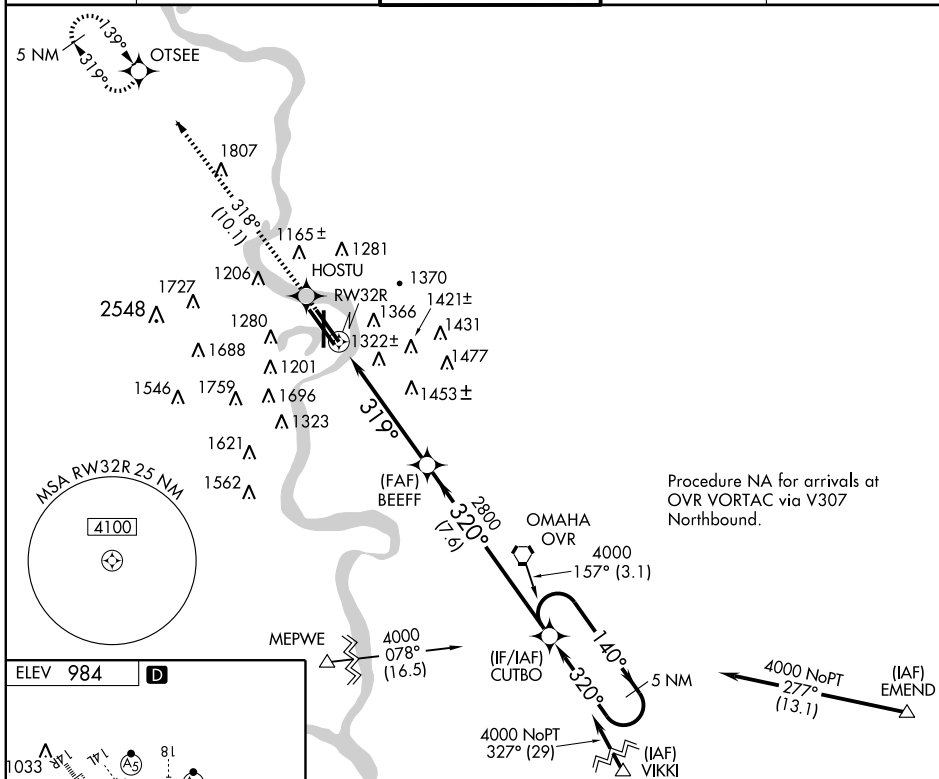 139°
5 NM
319°
OTSEE
1807
318°
(10.1)
1165±
1281
HOSTU
1206
1370
RW32R
1727
2548
1366
1421±
1431
1280
1322±
1688
1477
1201
1546
1759
1696
1453±
1323
319°
1621
1562
(FAF)
BEEFF
MSA RW32R 25 NM
4100
2800
320°
(7.6)
Procedure NA for arrivals at
OVR VORTAC via V307
Northbound.
OMAHA
OVR
4000
157° (3.1)
MEPWE
4000
078°
(16.5)
(IF/IAF)
CUTBO
140°
320°
5 NM
4000 NoPT
277°
(13.1)
(IAF)
EMEND
4000 NoPT
327° (29)
(IAF)
VIKKI
ELEV 984
D
1033
14R
14L
A5
18